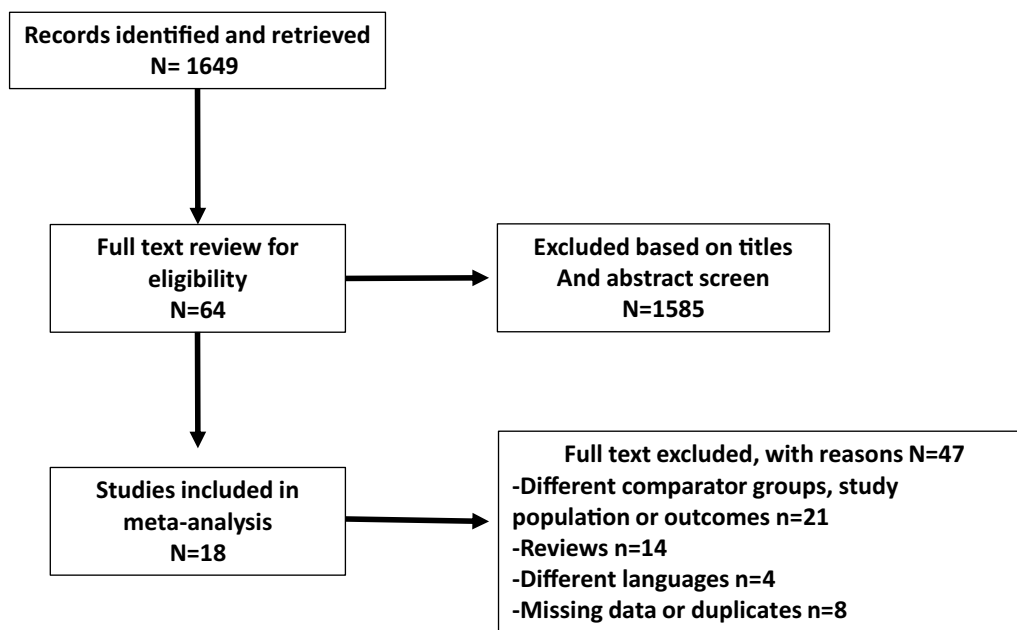 Records identified and retrieved
N= 1649
Full text review for
eligibility
N=64
Excluded based on titles
And abstract screen
N=1585
Studies included in
meta-analysis
N=18
Full text excluded, with reasons N=47
-Different comparator groups, study
population or outcomes n=21
-Reviews n=14
-Different languages n=4
-Missing data or duplicates n=8